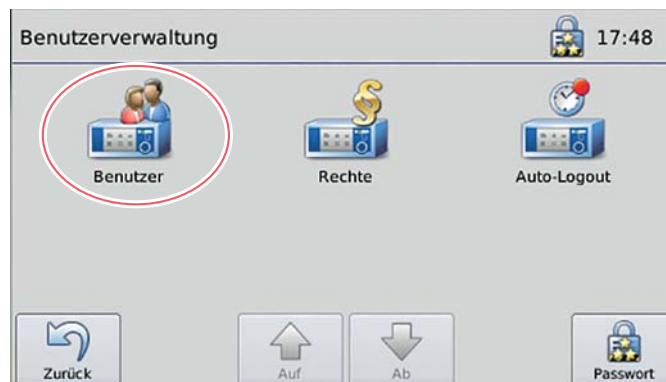 Benutzerverwaltung 17:48
Benutzer Rechte Auto-Logout
Zurück Auf Ab Passwort